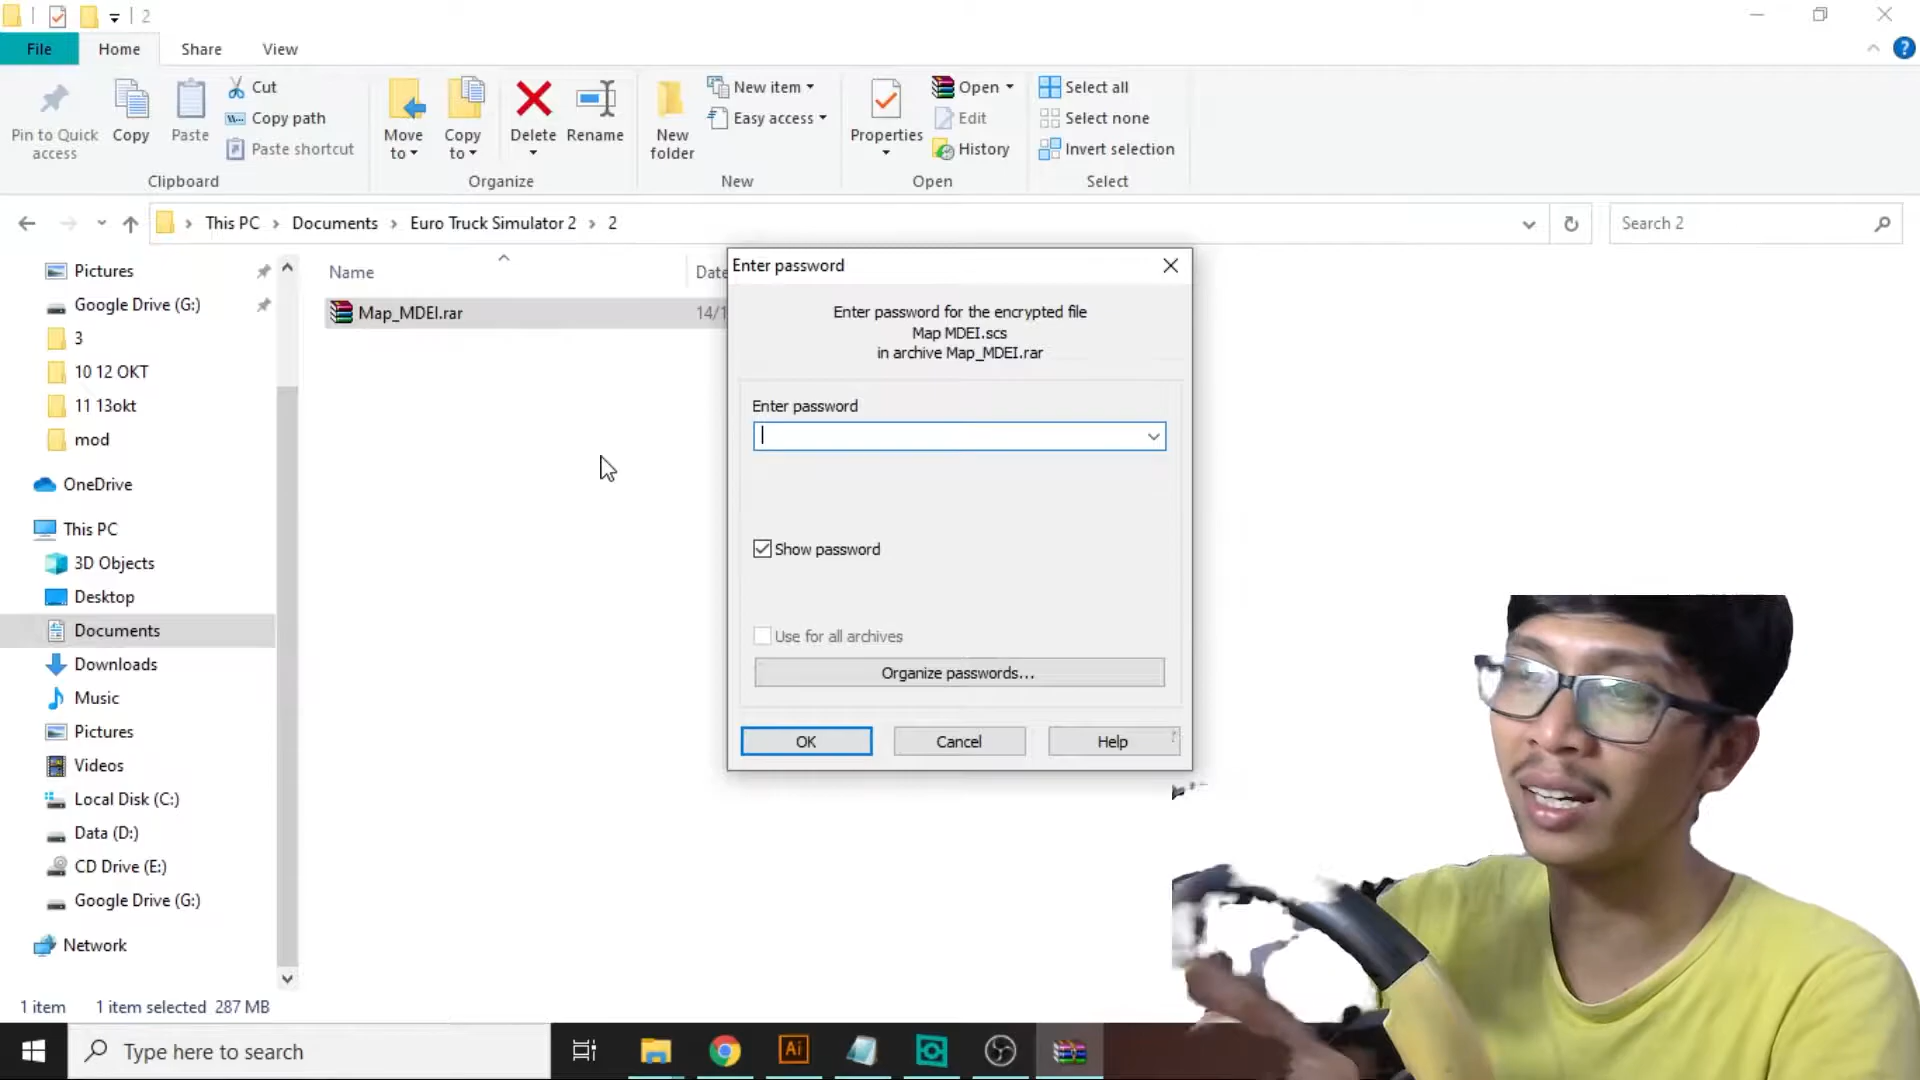 2
File
Home
Share
View
Pin to Quick
access
Copy
Paste
Cut
Copy path
Paste shortcut
Clipboard
Move
to
Copy
to
Delete
Rename
Organize
New
folder
New item
Easy access
New
Properties
Open
Edit
History
Open
Select all
Select none
Invert selection
Select
This PC > Documents > Euro Truck Simulator 2 > 2
Search 2
Pictures
Google Drive (G:)
3
10 12 OKT
11 13okt
mod
OneDrive
This PC
3D Objects
Desktop
Documents
Downloads
Music
Pictures
Videos
Local Disk (C:)
Data (D:)
CD Drive (E:)
Google Drive (G:)
Network
Name
Date
Map_MDEI.rar
14/1
Enter password
Enter password for the encrypted file
Map MDEI.scs
in archive Map_MDEI.rar
Enter password
Show password
Use for all archives
Organize passwords...
OK
Cancel
Help
1 item
1 item selected 287 MB
Type here to search
Ai